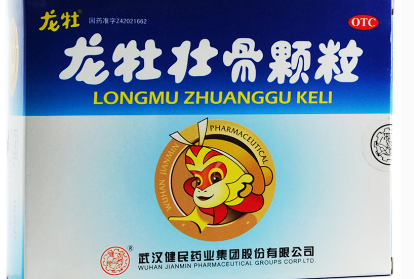 龙牡
国药准字Z42021662
OTC
龙牡壮骨颗粒
LONGMU ZHUANGGU KELI
WUHAN JIANMIN PHARMACEUTICAL
武汉健民药业集团股份有限公司
WUHAN JIANMIN PHARMACEUTICAL GROUPS CORP.LTD